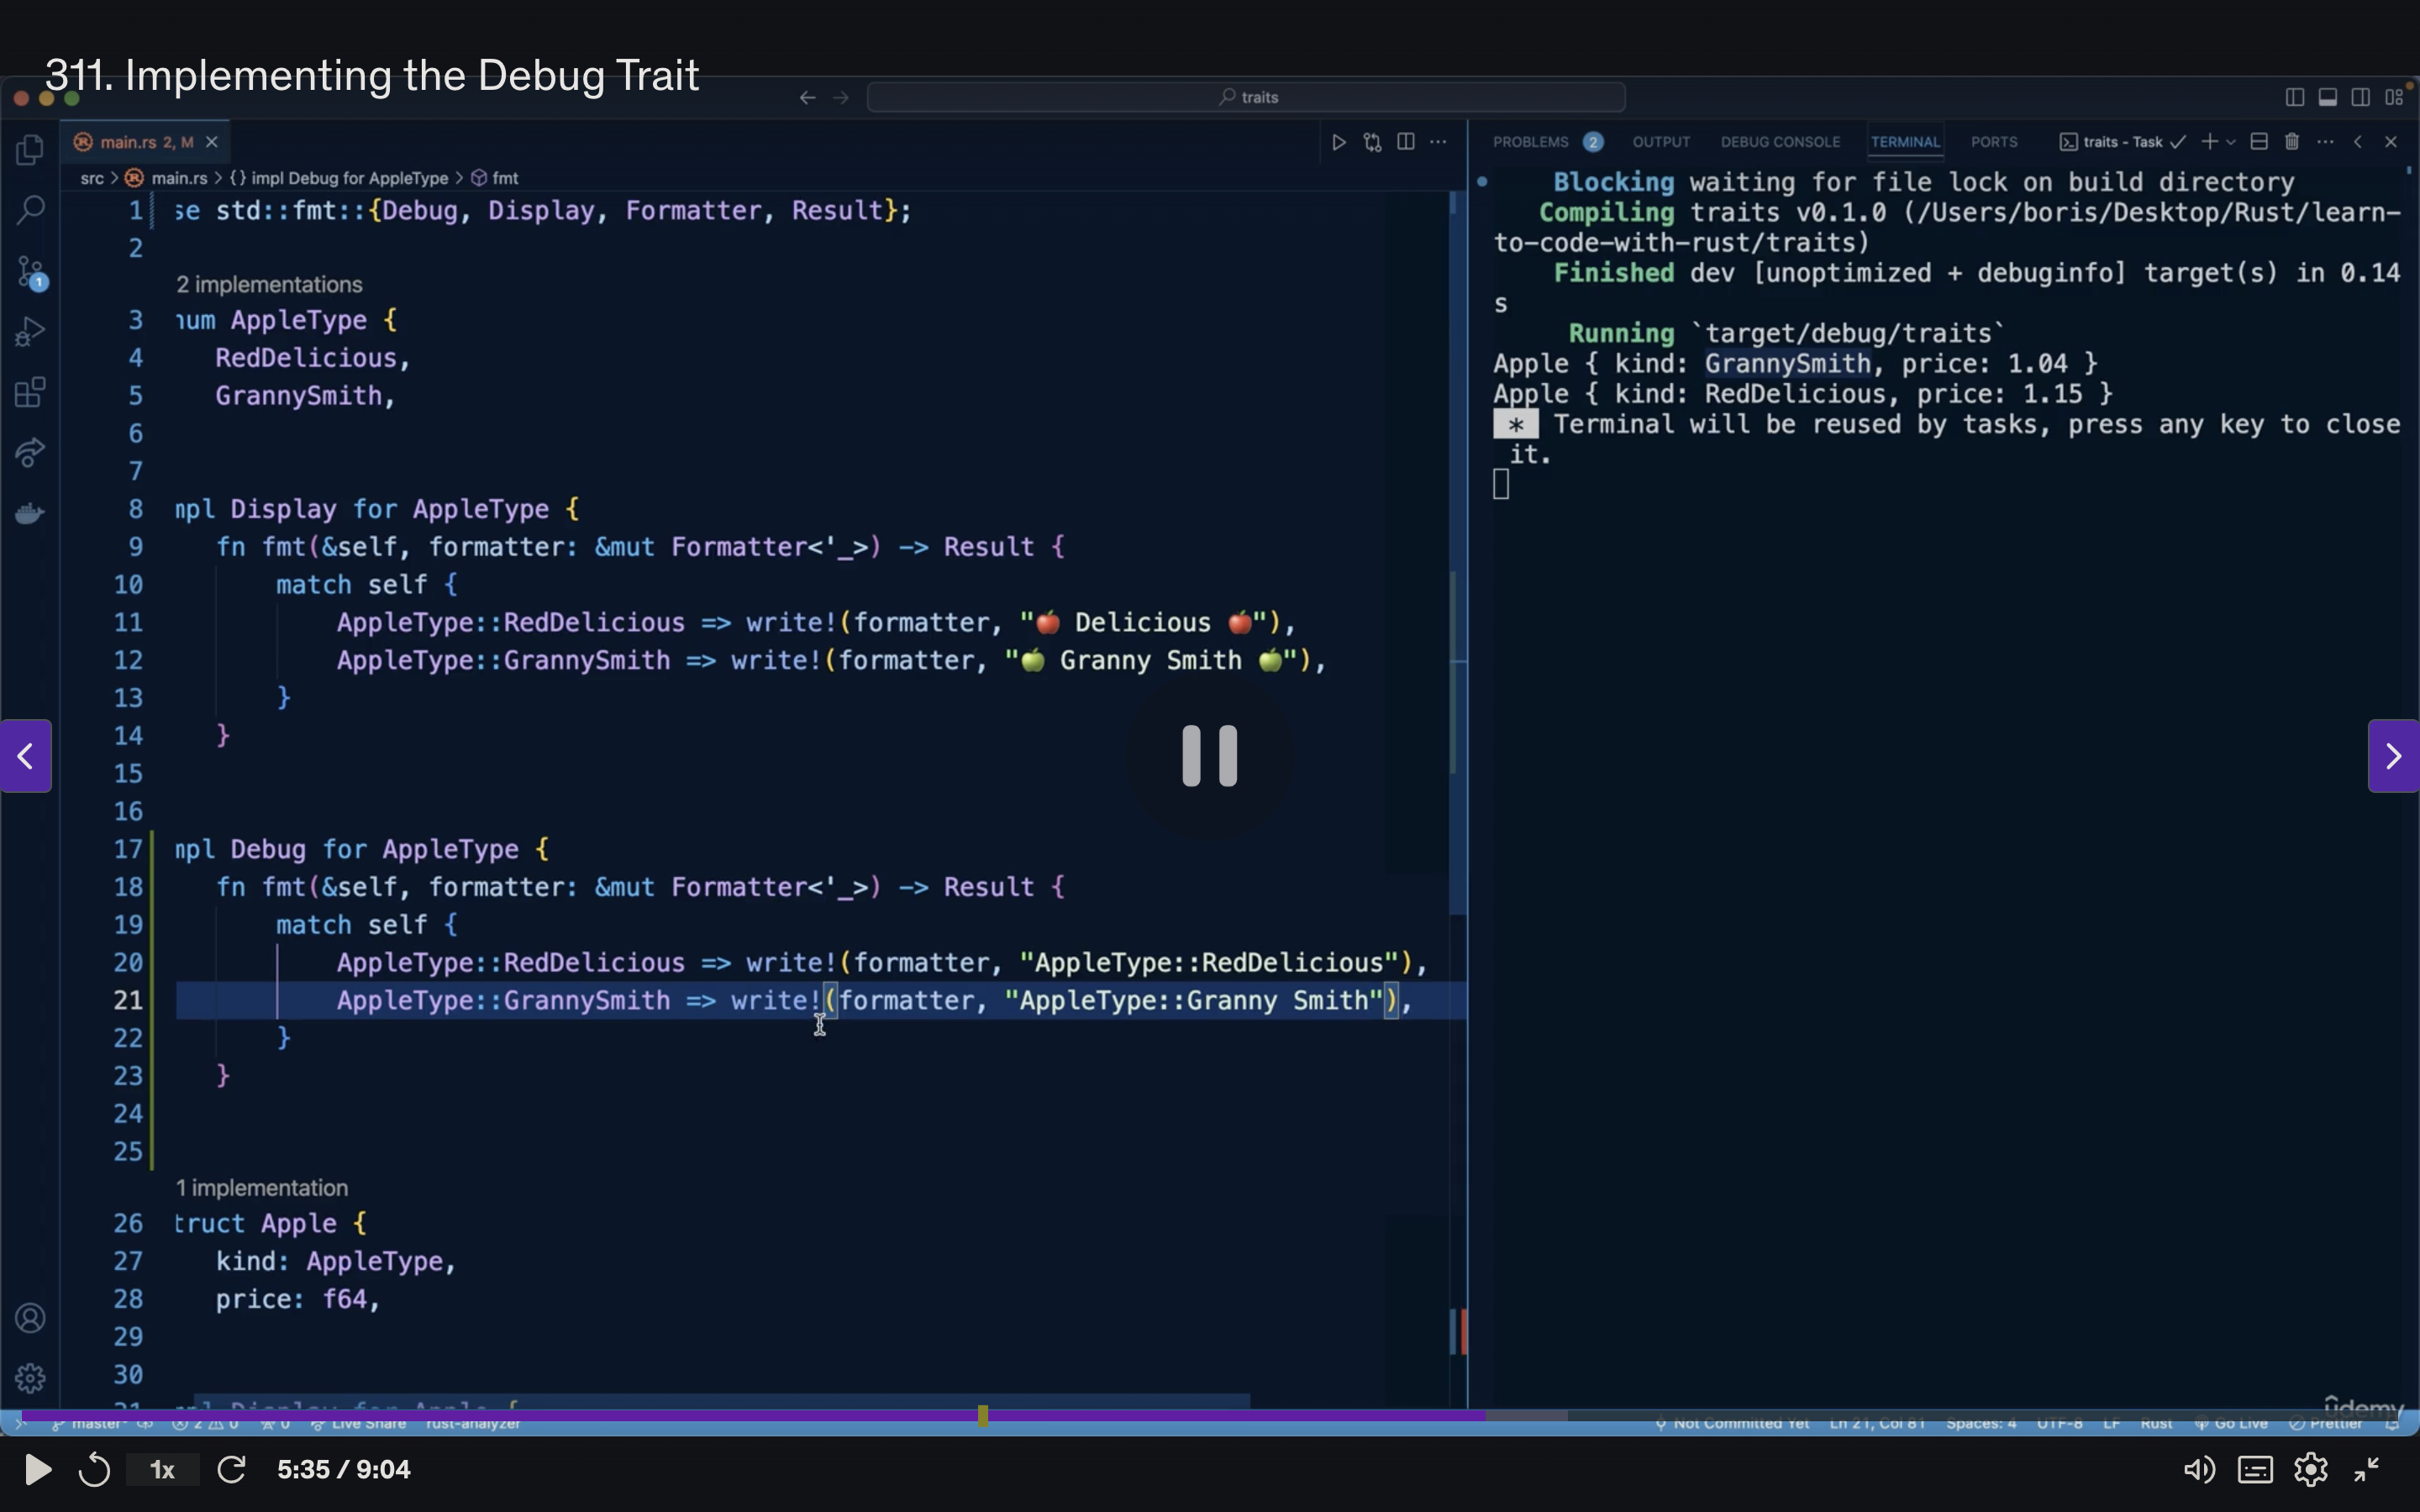 311. Implementing the Debug Trait
traits
main.rs 2, M
src > main.rs > {} impl Debug for AppleType > fmt
1 se std::fmt::{Debug, Display, Formatter, Result};
2
2 implementations
3 num AppleType {
4 RedDelicious,
5 GrannySmith,
6
7
8 mpl Display for AppleType {
9 fn fmt(&self, formatter: &mut Formatter<'_>) -> Result {
10 match self {
11 AppleType::RedDelicious => write!(formatter, "🍎 Delicious 🍎"),
12 AppleType::GrannySmith => write!(formatter, "🍏 Granny Smith 🍏"),
13 }
14 }
15
16
17 mpl Debug for AppleType {
18 fn fmt(&self, formatter: &mut Formatter<'_>) -> Result {
19 match self {
20 AppleType::RedDelicious => write!(formatter, "AppleType::RedDelicious"),
21 AppleType::GrannySmith => write!(formatter, "AppleType::Granny Smith"),
22 }
23 }
24
25
1 implementation
26 truct Apple {
27 kind: AppleType,
28 price: f64,
29
30
PROBLEMS 2 OUTPUT DEBUG CONSOLE TERMINAL PORTS traits - Task
Blocking waiting for file lock on build directory
Compiling traits v0.1.0 (/Users/boris/Desktop/Rust/learn-
to-code-with-rust/traits)
Finished dev [unoptimized + debuginfo] target(s) in 0.14
s
Running `target/debug/traits`
Apple { kind: GrannySmith, price: 1.04 }
Apple { kind: RedDelicious, price: 1.15 }
* Terminal will be reused by tasks, press any key to close
it.
1
udemy
master* 2 0 0 Live Share rust-analyzer
Not Committed Yet Ln 21, Col 81 Spaces: 4 UTF-8 LF Rust Go Live Prettier
1x 5:35 / 9:04